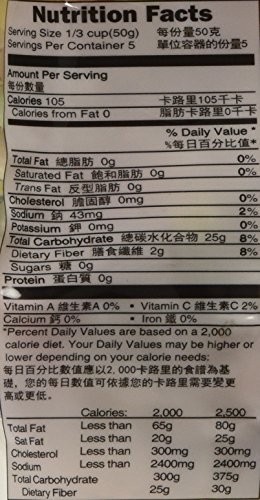 Nutrition Facts
Serving Size 1/3 cup(50g) 每份量50克
Servings Per Container 5 單位容器的份量5
Amount Per Serving
每份數量
Calories 105 卡路里105千卡
Calories from Fat 0 脂肪卡路里0千卡
% Daily Value *
%每日百分比值*
Total Fat 總脂肪 0g 0%
Saturated Fat 飽和脂肪 0g 0%
Trans Fat 反型脂肪 0g
Cholesterol 膽固醇 0mg 0%
Sodium 鈉 43mg 2%
Potassium 鉀 0mg 0%
Total Carbohydrate 總碳水化合物 25g 8%
Dietary Fiber 膳食纖維 2g 8%
Sugars 糖 0g
Protein 蛋白質 0g
Vitamin A 維生素A 0% • Vitamin C 維生素C 2%
Calcium 鈣 0% • Iron 鐵 0%
*Percent Daily Values are based on a 2,000
calorie diet. Your Daily Values may be higher or
lower depending on your calorie needs:
每日百分比數值應以2,000卡路里的食譜為基
礎，您的每日數值可依據您的卡路里需要變更
高或更低。
Calories: 2,000 2,500
Total Fat Less than 65g 80g
Sat Fat Less than 20g 25g
Cholesterol Less than 300mg 300mg
Sodium Less than 2400mg 2400mg
Total Carbohydrate 300g 375g
Dietary Fiber 25g 30g